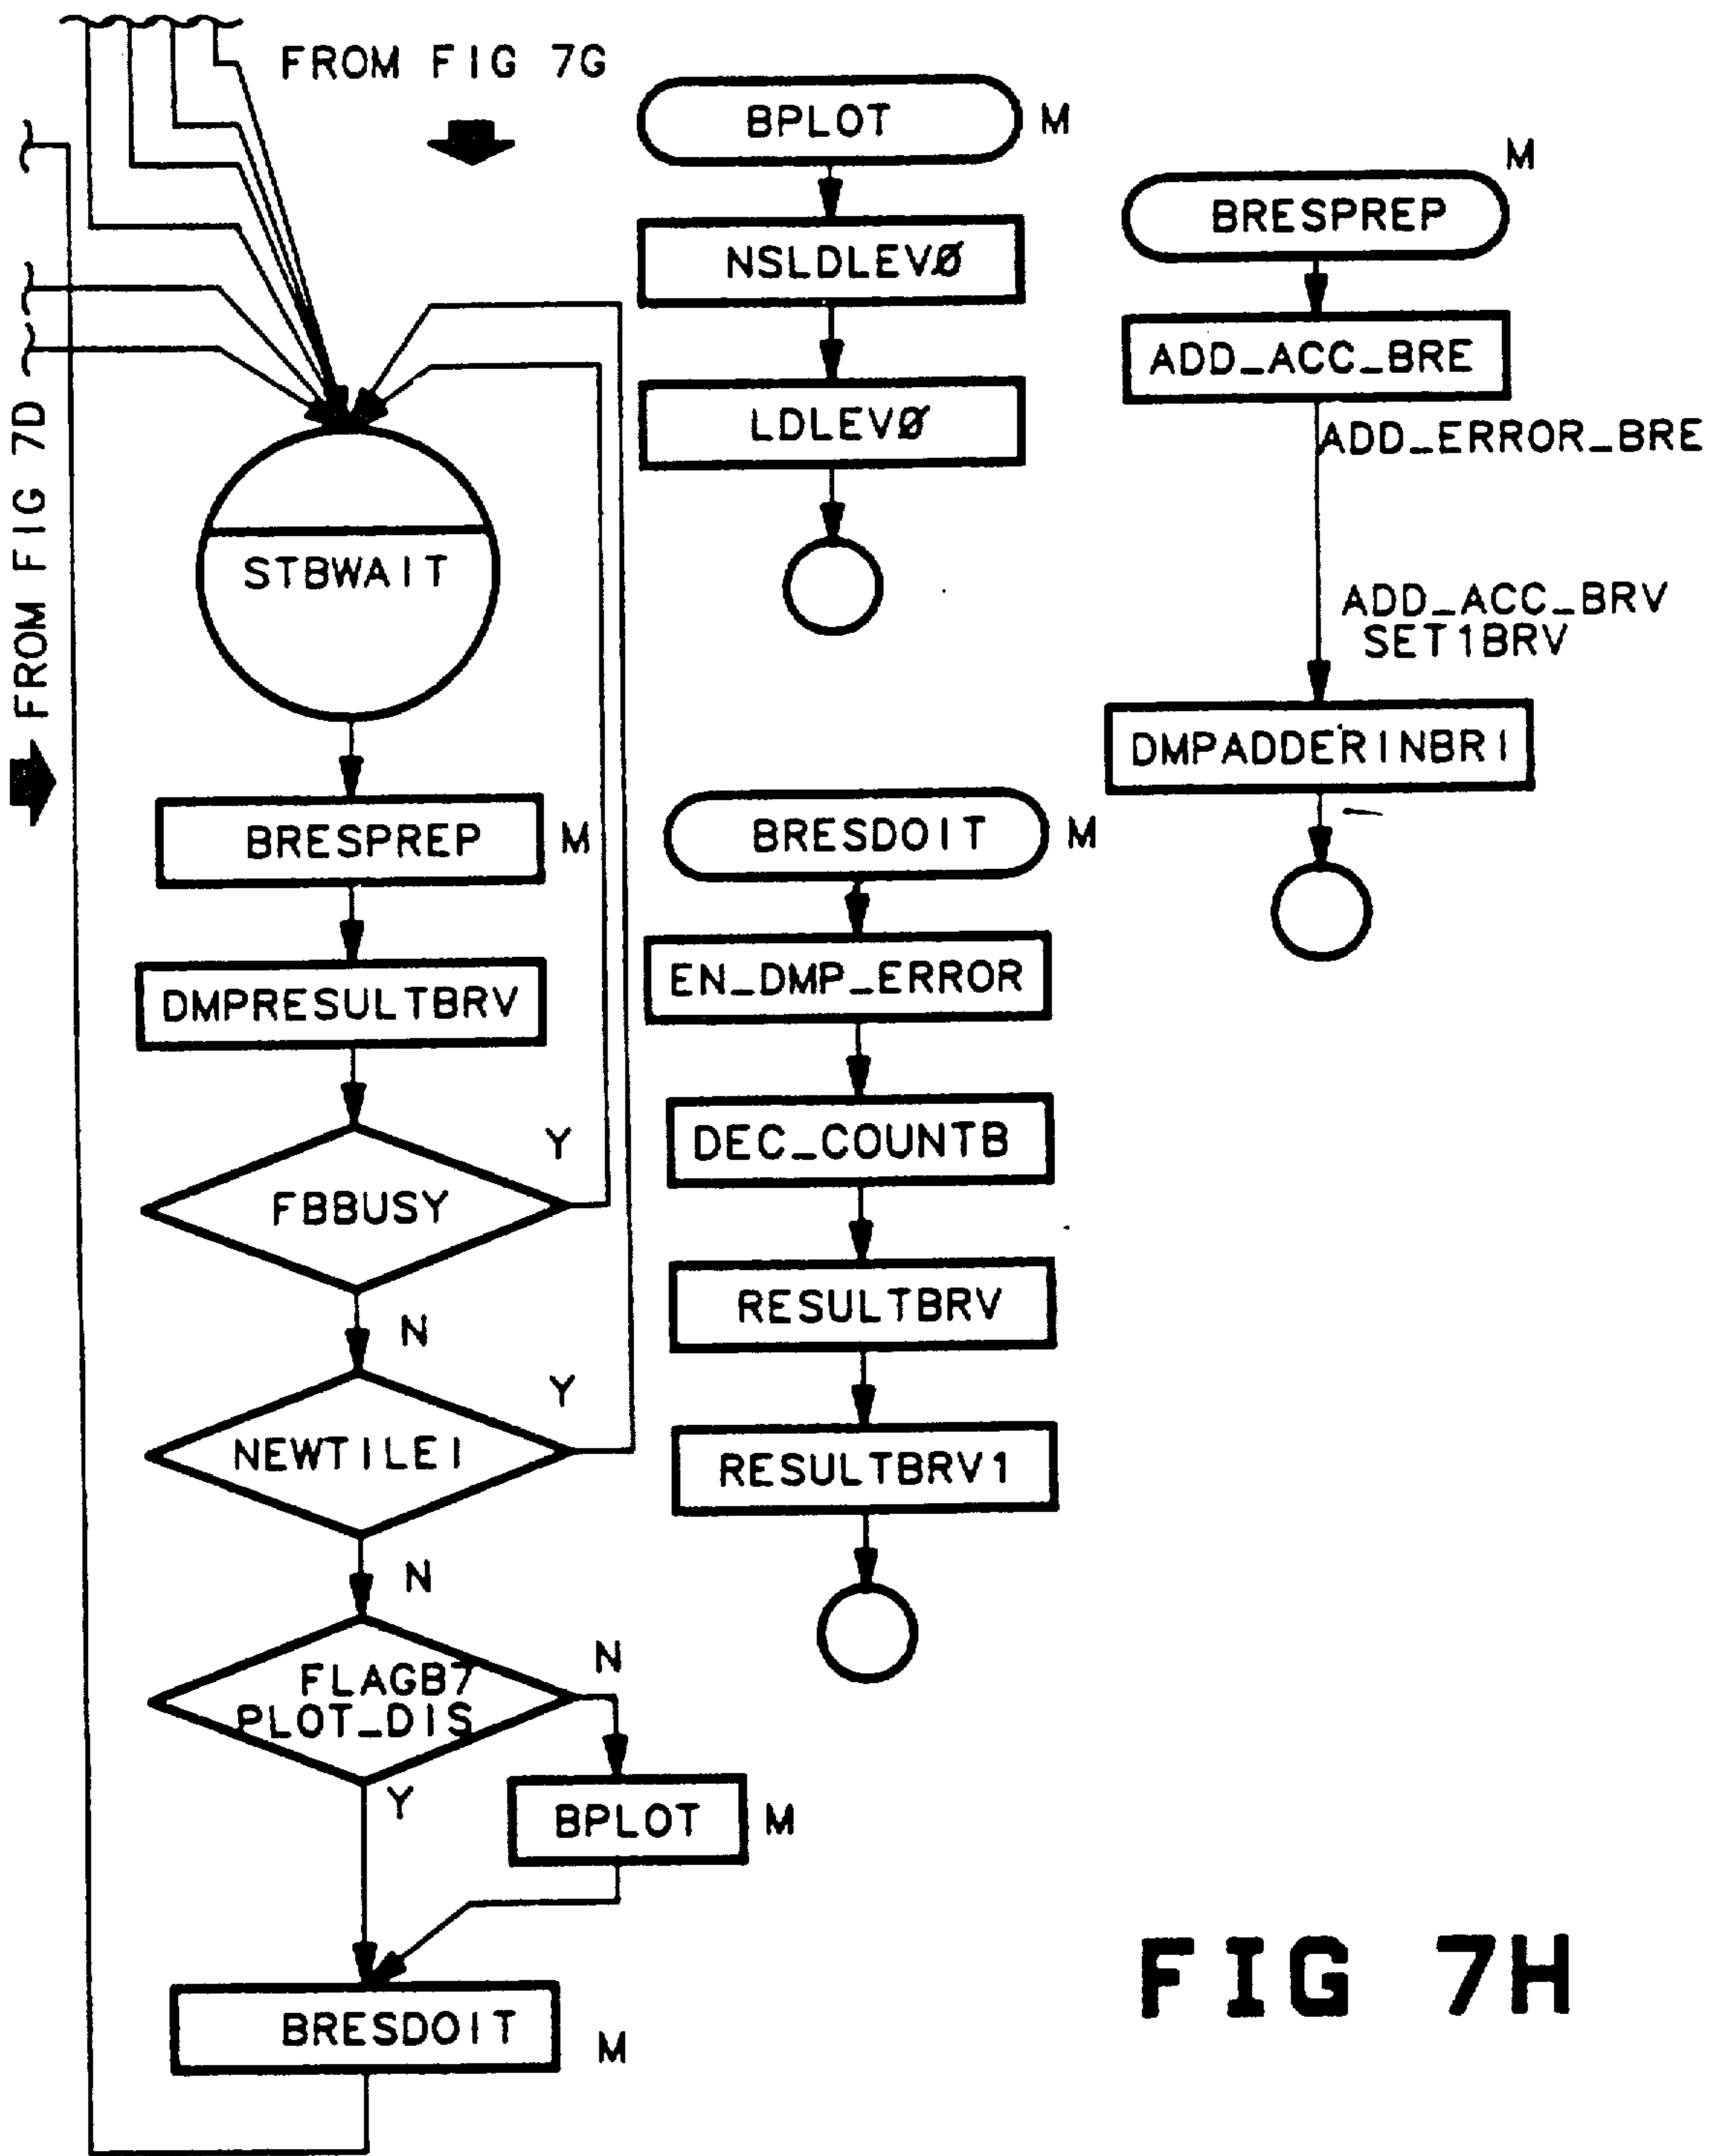 FROM FIG 7G
FROM FIG 7D
STBWAIT
BRESPREP M
DMPRESULTBRV
FBBUSY
Y
N
NEWTILE1
Y
N
FLAGB7
PLOT_DIS
N
Y
BPLOT M
BRESDOIT M
BPLOT M
NSLDLEVØ
LDLEVØ
BRESDOIT M
EN_DMP_ERROR
DEC_COUNTB
RESULTBRV
RESULTBRV1
M
BRESPREP
ADD_ACC_BRE
ADD_ERROR_BRE
ADD_ACC_BRV
SET1BRV
DMPADDERINBRI
FIG 7H